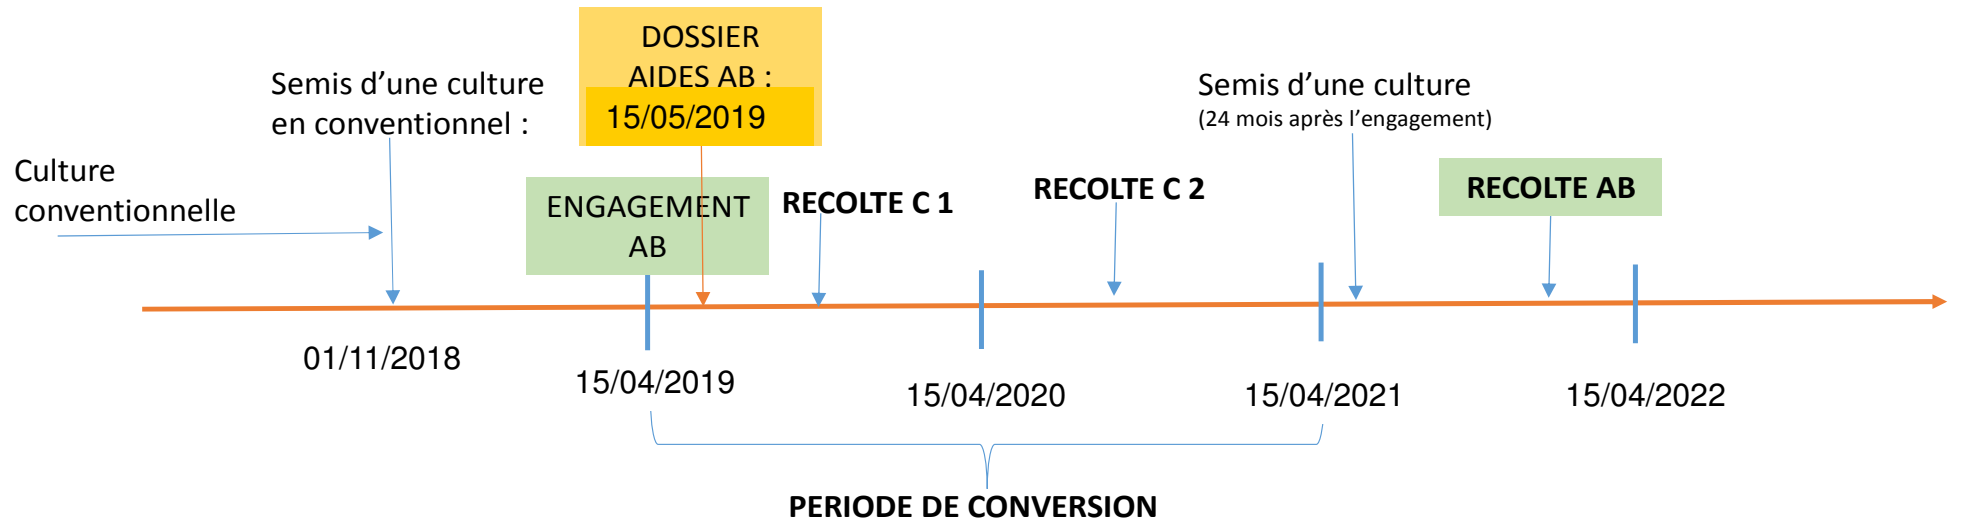 Culture
conventionnelle
Semis d’une culture
en conventionnel :
DOSSIER
AIDES AB :
15/05/2019
ENGAGEMENT
AB
RECOLTE C 1
RECOLTE C 2
Semis d’une culture
(24 mois après l’engagement)
RECOLTE AB
01/11/2018
15/04/2019
15/04/2020
15/04/2021
15/04/2022
PERIODE DE CONVERSION